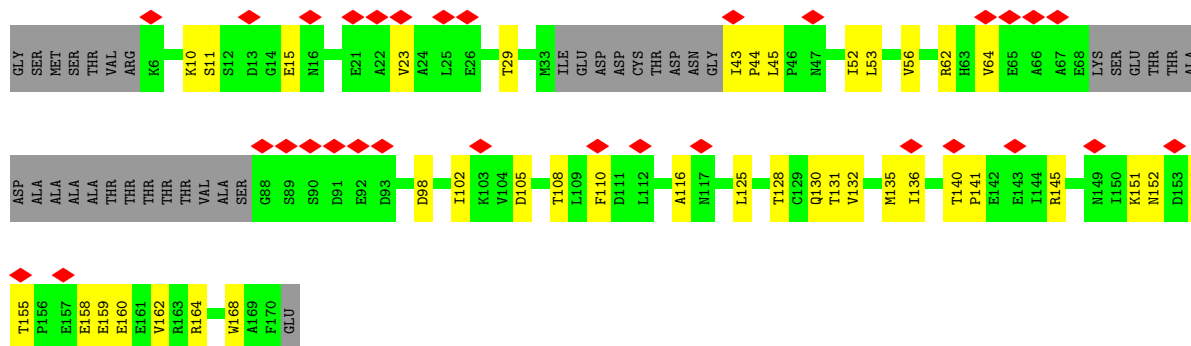 GLY SER MET SER THR VAL ARG K6 K10 S11 S12 D13 G14 E15 N16 E21 A22 V23 A24 L25 E26 T29 M33 ILE GLU ASP ASP CYS THR ASP ASN GLY I43 P44 L45 P46 N47 I52 L53 V56 R62 H63 V64 E65 A66 A67 E68 LYS SER GLU THR THR ALA
ASP ALA ALA ALA ALA THR THR THR THR THR VAL ALA SER G88 S89 S90 D91 E92 D93 D98 I102 K103 V104 D105 T108 L109 F110 D111 L112 A116 N117 L125 T128 C129 Q130 T131 V132 M135 I136 T140 P141 E142 E143 I144 R145 N149 I150 K151 N152 D153
T155 P156 E157 E158 E159 E160 E161 V162 R163 R164 W168 A169 F170 GLU